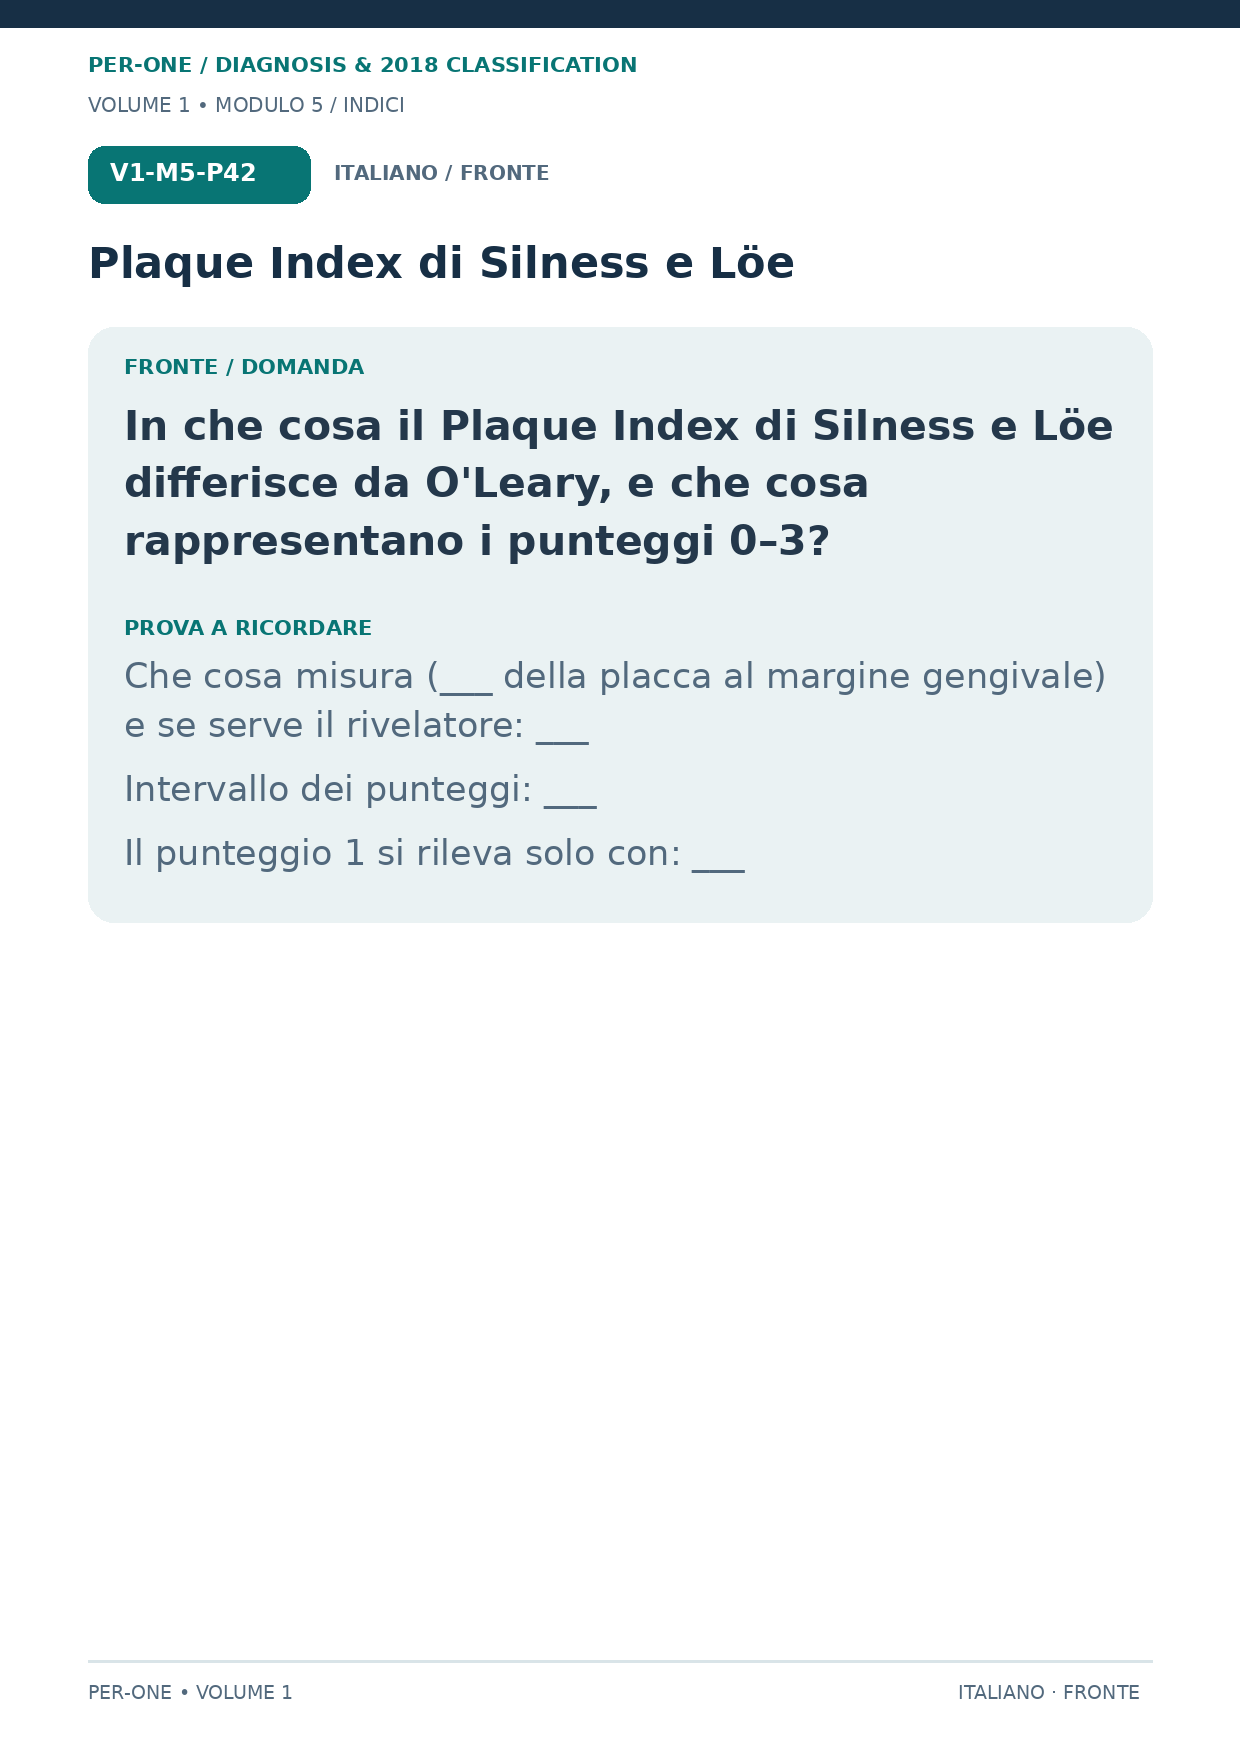 PER-ONE / DIAGNOSIS & 2018 CLASSIFICATION
VOLUME 1 • MODULO 5 / INDICI
V1-M5-P42
ITALIANO / FRONTE
Plaque Index di Silness e Löe
FRONTE / DOMANDA
In che cosa il Plaque Index di Silness e Löe
differisce da O'Leary, e che cosa
rappresentano i punteggi 0–3?
PROVA A RICORDARE
Che cosa misura (___ della placca al margine gengivale)
e se serve il rivelatore: ___
Intervallo dei punteggi: ___
Il punteggio 1 si rileva solo con: ___
PER-ONE • VOLUME 1
ITALIANO · FRONTE